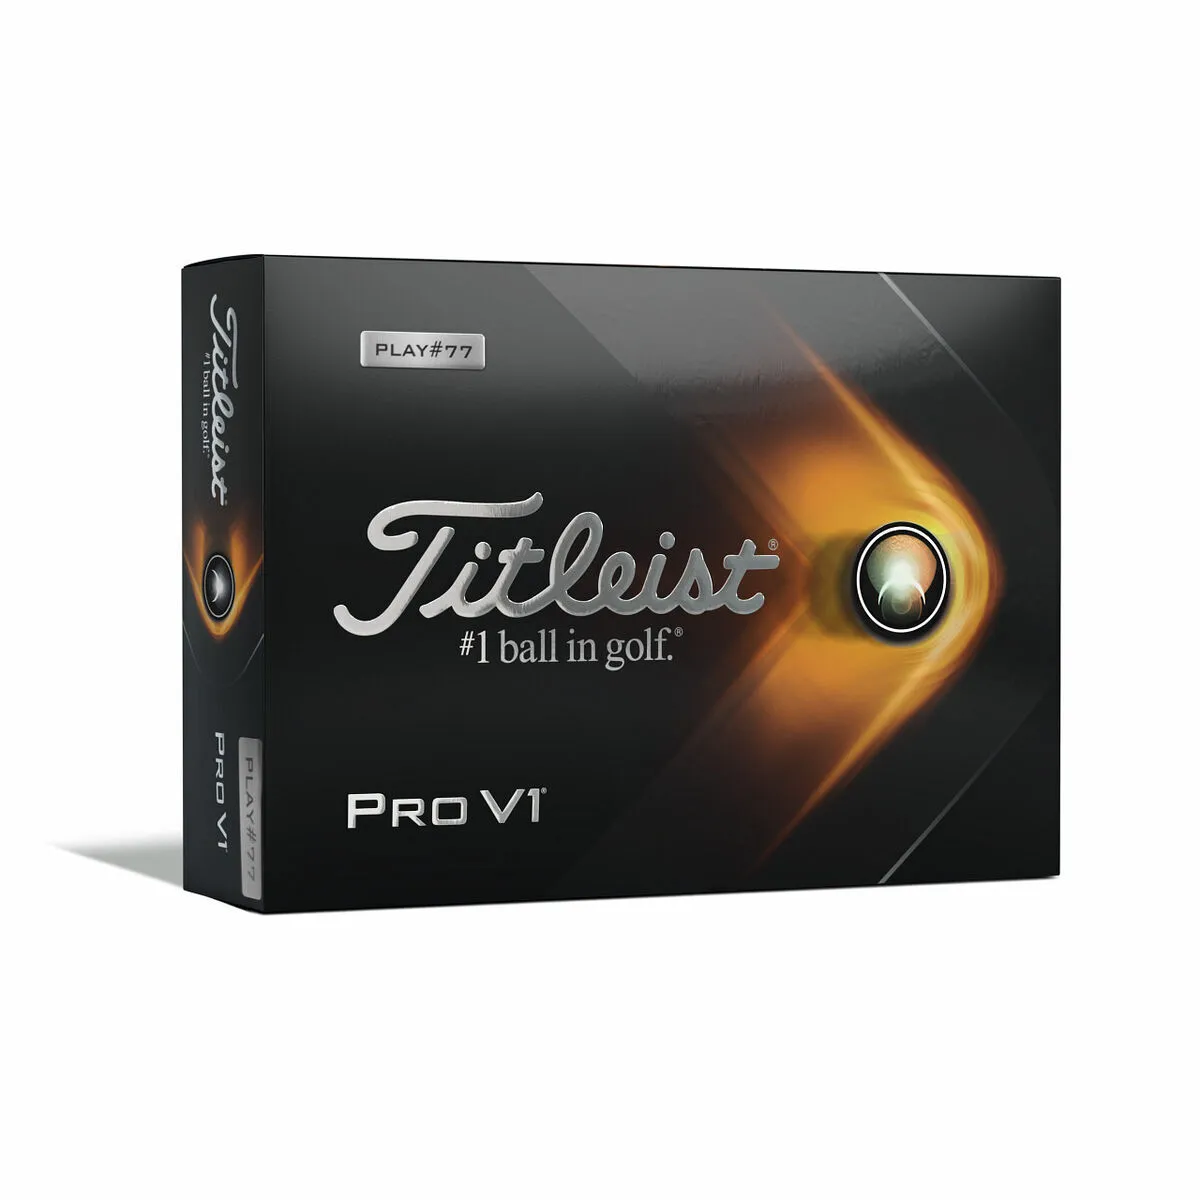 PLAY#77
Titleist®
#1 ball in golf.®
PRO V1®
Titleist
#1 ball in golf.
PRO V1
PLAY#77